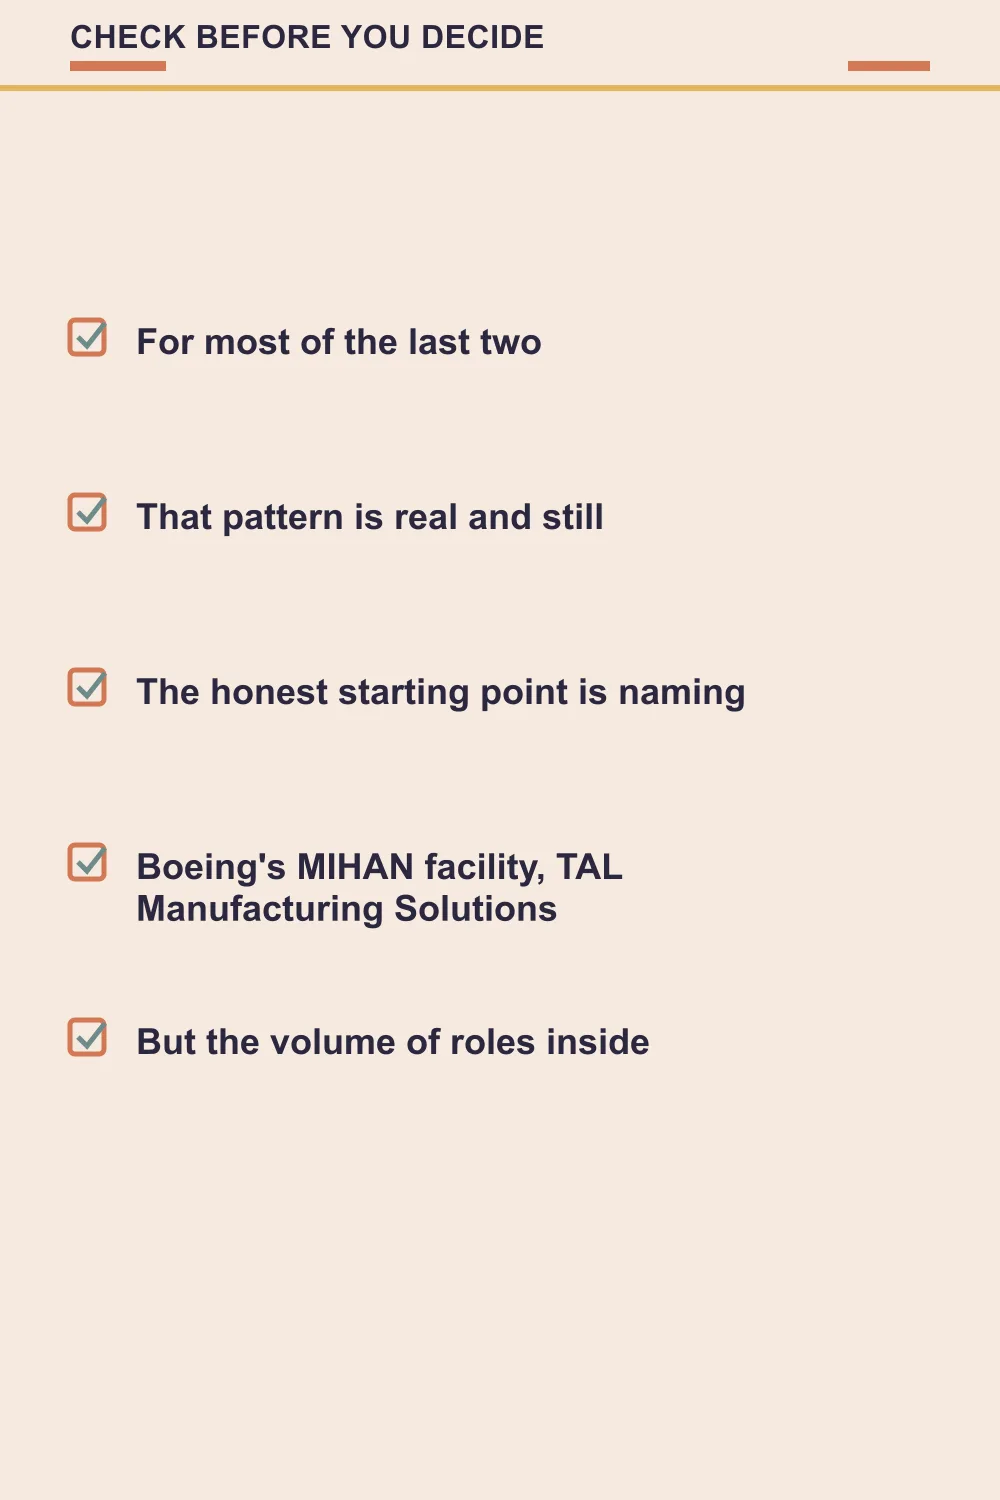 CHECK BEFORE YOU DECIDE
For most of the last two
That pattern is real and still
The honest starting point is naming
Boeing's MIHAN facility, TAL
Manufacturing Solutions
But the volume of roles inside